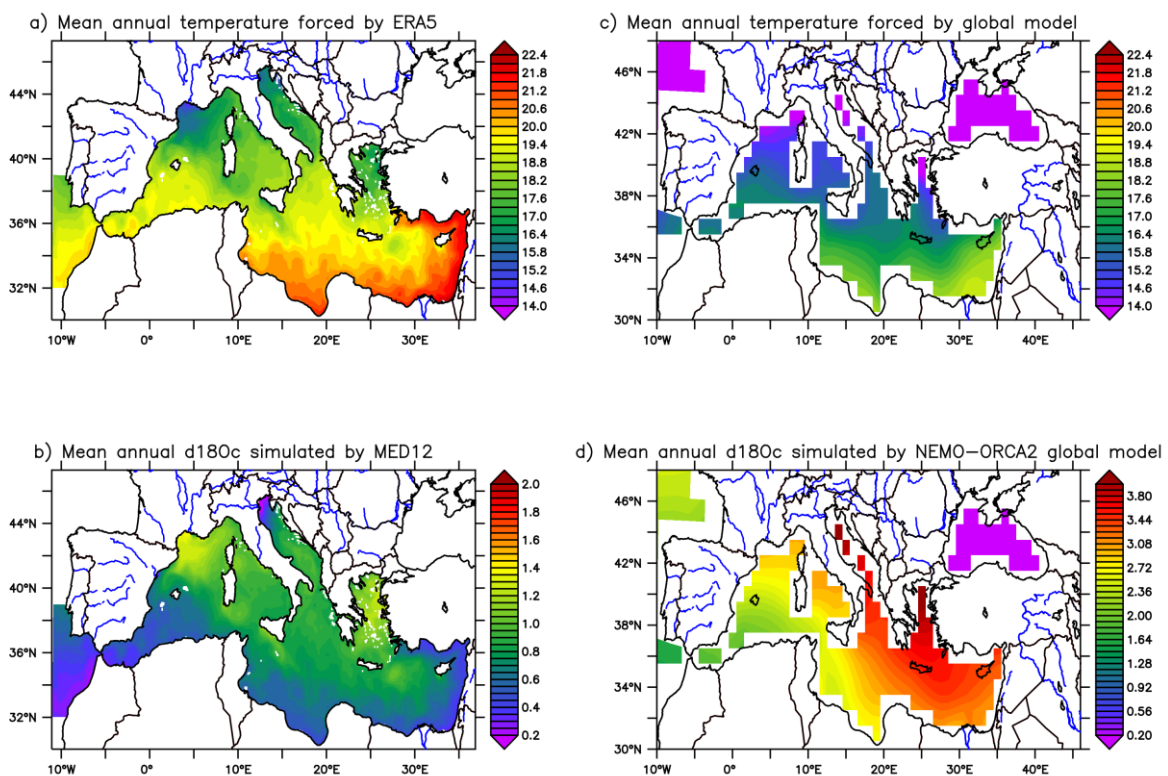 a) Mean annual temperature forced by ERA5
22.4
21.8
21.2
20.6
20.0
19.4
18.8
18.2
17.6
17.0
16.4
15.8
15.2
14.6
14.0
44°N
40°N
36°N
32°N
10°W 0° 10°E 20°E 30°E
c) Mean annual temperature forced by global model
22.4
21.8
21.2
20.6
20.0
19.4
18.8
18.2
17.6
17.0
16.4
15.8
15.2
14.6
14.0
46°N
42°N
38°N
34°N
30°N
10°W 0° 10°E 20°E 30°E 40°E
b) Mean annual d18Oc simulated by MED12
2.0
1.8
1.6
1.4
1.2
1.0
0.8
0.6
0.4
0.2
44°N
40°N
36°N
32°N
10°W 0° 10°E 20°E 30°E
d) Mean annual d18Oc simulated by NEMO-ORCA2 global model
3.80
3.44
3.08
2.72
2.36
2.00
1.64
1.28
0.92
0.56
0.20
46°N
42°N
38°N
34°N
30°N
10°W 0° 10°E 20°E 30°E 40°E